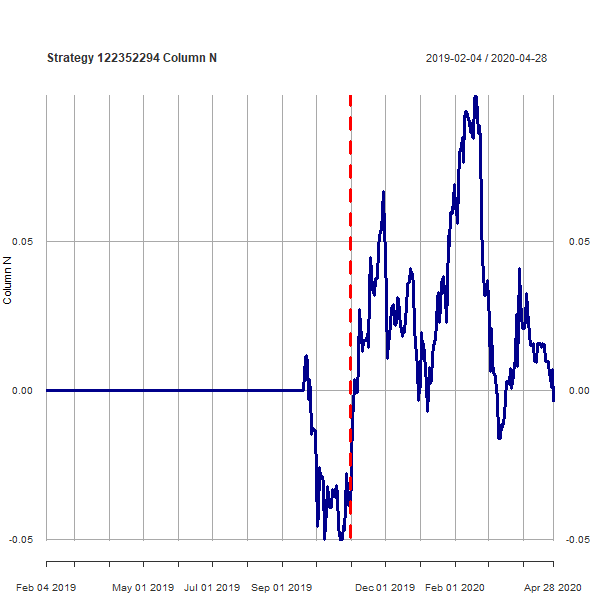 Strategy 122352294 Column N
2019-02-04 / 2020-04-28
0.05
0.05
Column N
0.00
0.00
-0.05
-0.05
Feb 04 2019
May 01 2019
Jul 01 2019
Sep 01 2019
Dec 01 2019
Feb 01 2020
Apr 28 2020